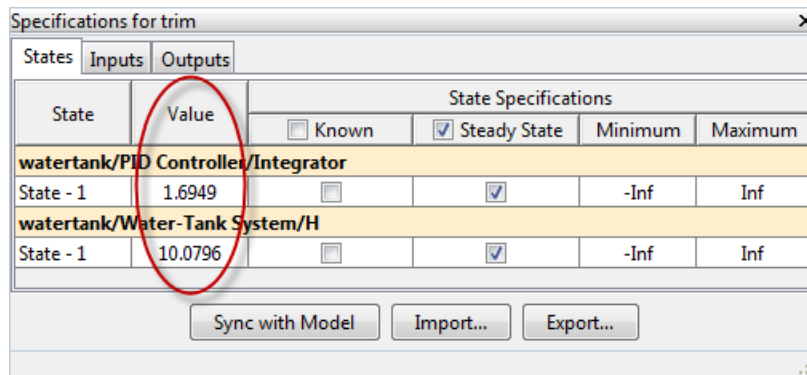 Specifications for trim
States Inputs Outputs
State Value State Specifications
Known Steady State Minimum Maximum
watertank/PID Controller/Integrator
State - 1 1.6949 -Inf Inf
watertank/Water-Tank System/H
State - 1 10.0796 -Inf Inf
Sync with Model Import... Export...